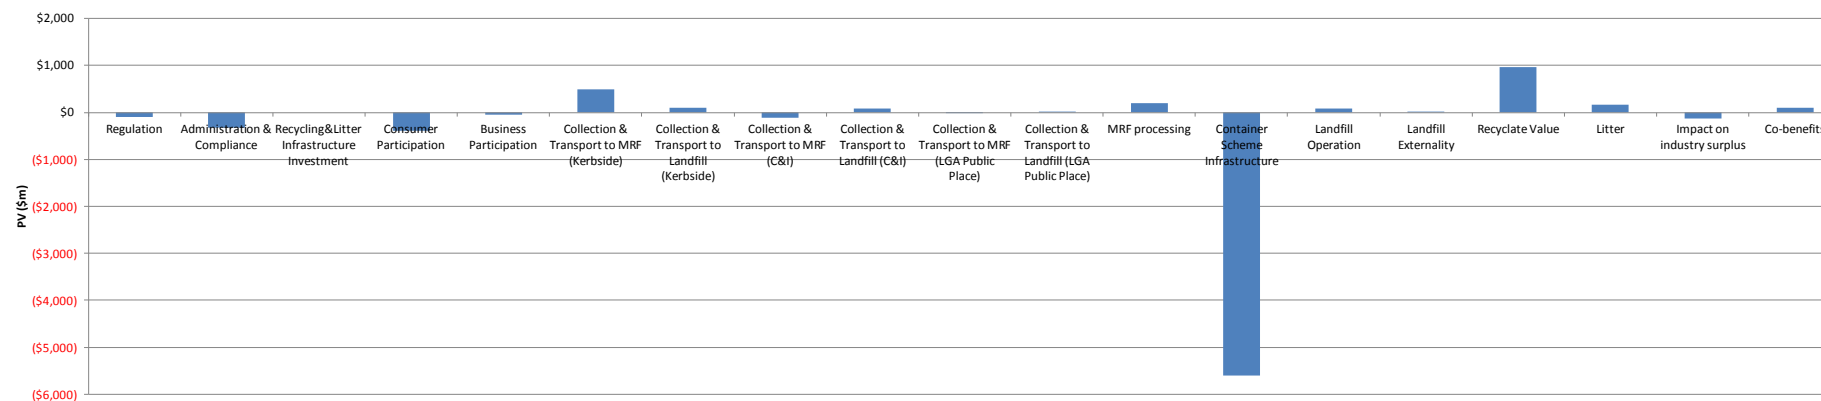 $2,000
$1,000
$0
($1,000)
($2,000)
($3,000)
($4,000)
($5,000)
($6,000)
PV ($m)
Regulation
Administration &
Compliance
Recycling&Litter
Infrastructure
Investment
Consumer
Participation
Business
Participation
Collection &
Transport to MRF
(Kerbside)
Collection &
Transport to
Landfill
(Kerbside)
Collection &
Transport to MRF
(C&I)
Collection &
Transport to
Landfill (C&I)
Collection &
Transport to MRF
(LGA Public
Place)
Collection &
Transport to
Landfill (LGA
Public Place)
MRF processing
Container
Scheme
Infrastructure
Landfill
Operation
Landfill
Externality
Recyclate Value
Litter
Impact on
industry surplus
Co-benefits